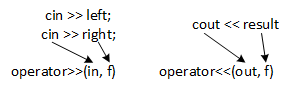 cin >> left;
cin >> right;
operator>>(in, f)
cout << result
operator<<(out, f)